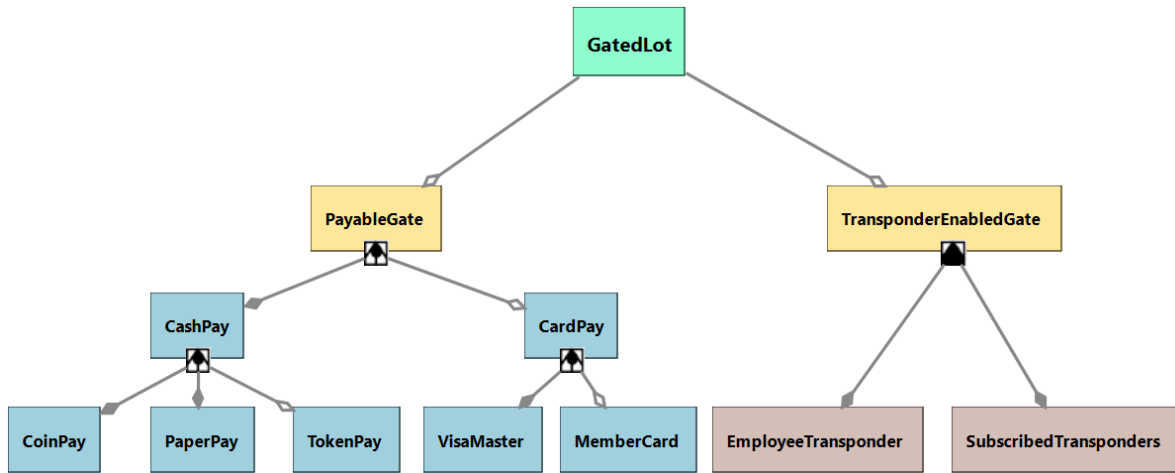 GatedLot
PayableGate
TransponderEnabledGate
CashPay
CardPay
CoinPay
PaperPay
TokenPay
VisaMaster
MemberCard
EmployeeTransponder
SubscribedTransponders